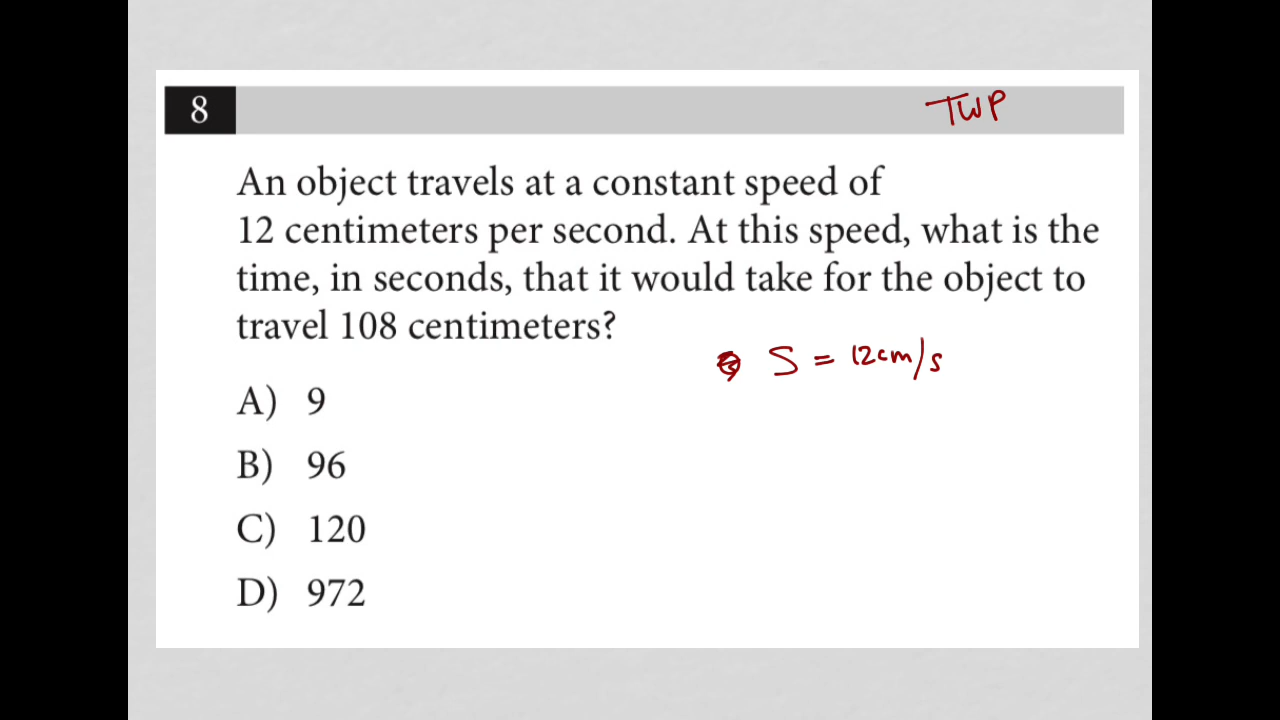 8
TWP
An object travels at a constant speed of
12 centimeters per second. At this speed, what is the
time, in seconds, that it would take for the object to
travel 108 centimeters?
S = 12cm/s
A) 9
B) 96
C) 120
D) 972